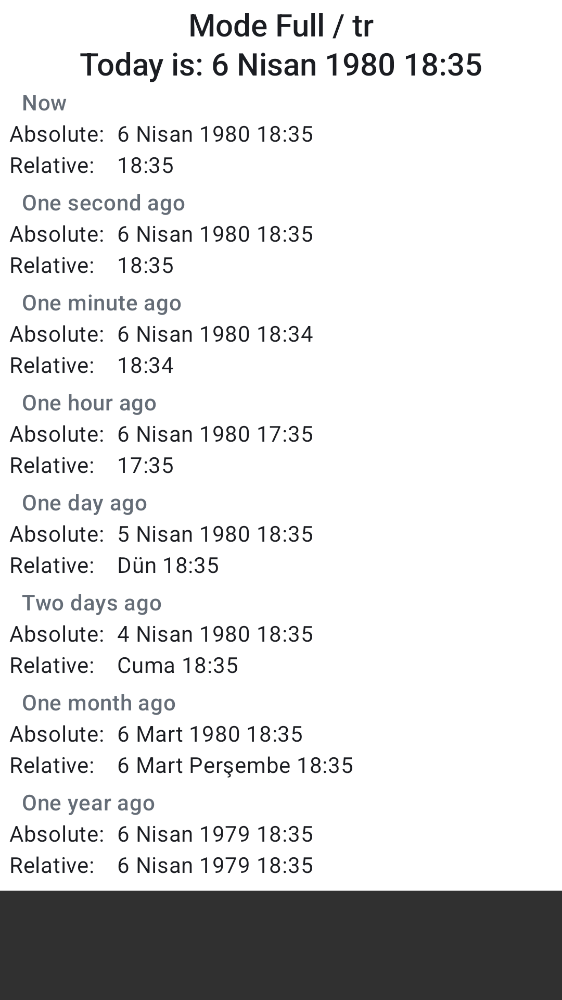 Mode Full / tr
Today is: 6 Nisan 1980 18:35
Now
Absolute: 6 Nisan 1980 18:35
Relative: 18:35
One second ago
Absolute: 6 Nisan 1980 18:35
Relative: 18:35
One minute ago
Absolute: 6 Nisan 1980 18:34
Relative: 18:34
One hour ago
Absolute: 6 Nisan 1980 17:35
Relative: 17:35
One day ago
Absolute: 5 Nisan 1980 18:35
Relative: Dün 18:35
Two days ago
Absolute: 4 Nisan 1980 18:35
Relative: Cuma 18:35
One month ago
Absolute: 6 Mart 1980 18:35
Relative: 6 Mart Perşembe 18:35
One year ago
Absolute: 6 Nisan 1979 18:35
Relative: 6 Nisan 1979 18:35